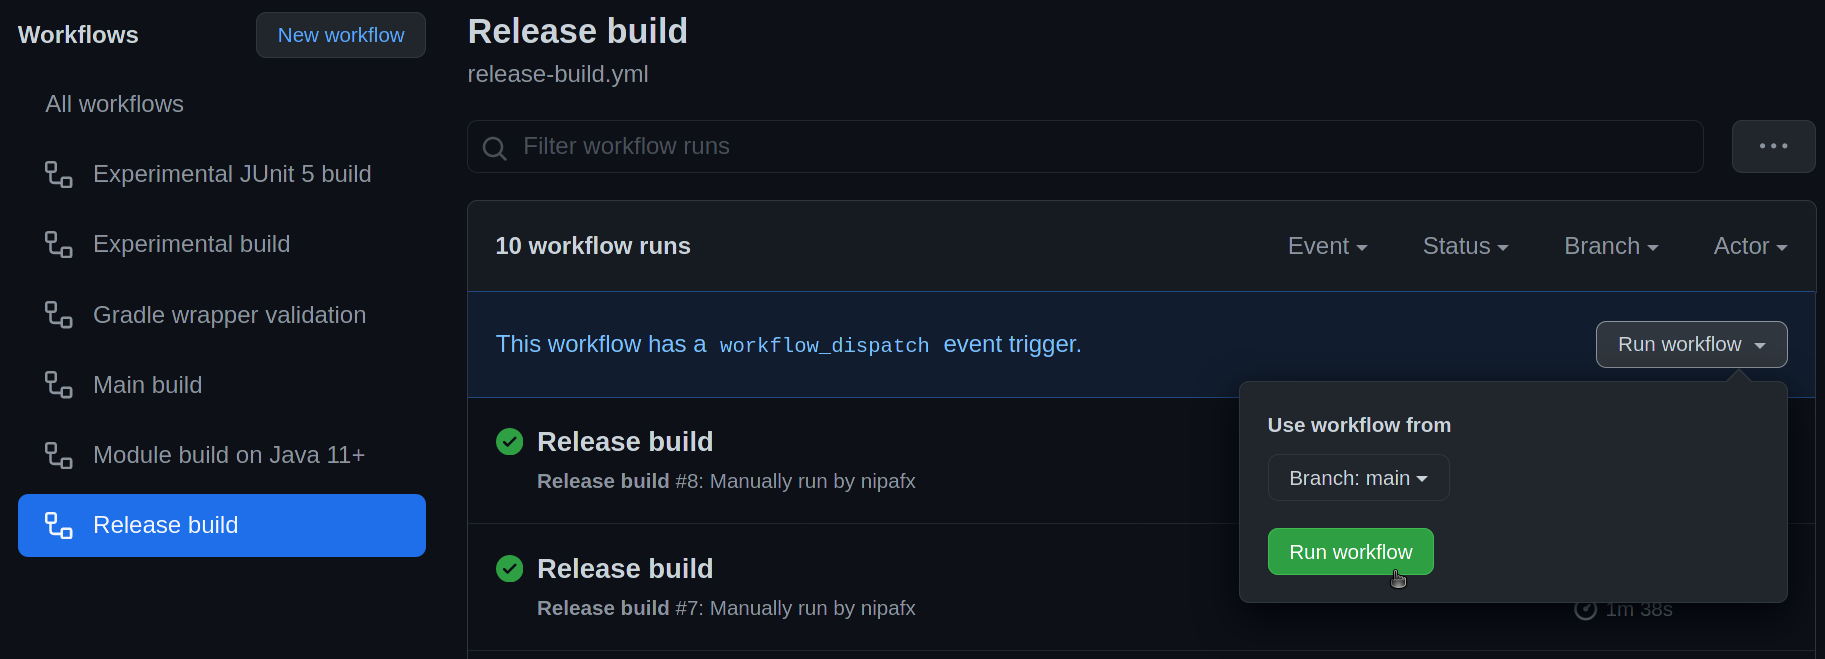 Workflows
New workflow
All workflows
Experimental JUnit 5 build
Experimental build
Gradle wrapper validation
Main build
Module build on Java 11+
Release build
Release build
release-build.yml
Filter workflow runs
10 workflow runs
Event
Status
Branch
Actor
This workflow has a workflow_dispatch event trigger.
Run workflow
Use workflow from
Branch: main
Run workflow
Release build
Release build #8: Manually run by nipafx
Release build
Release build #7: Manually run by nipafx
1m 38s